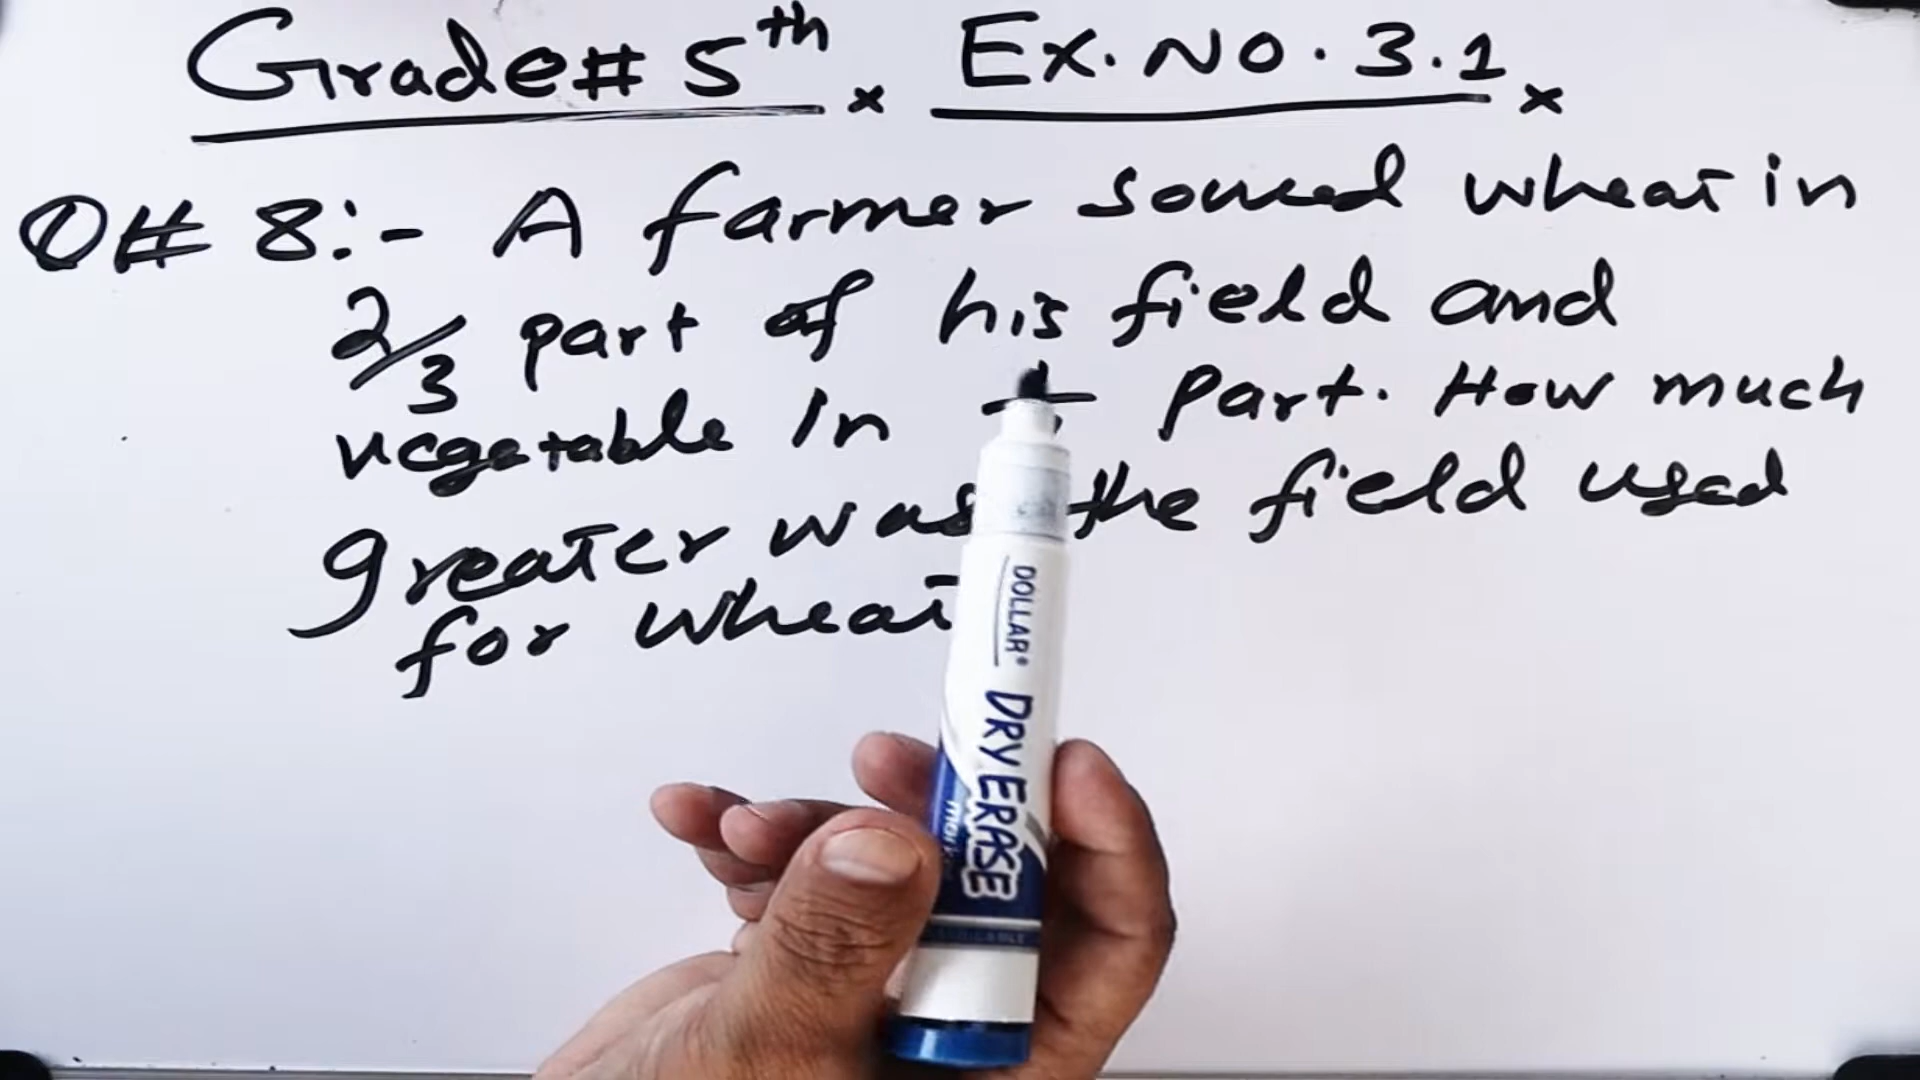 Grade# 5th x Ex. No. 3.1 x
Q# 8:- A farmer sowed wheat in
2/3 part of his field and
vegetable in part. How much
greater was the field used
for wheat
DOLLAR®
DRY ERASE